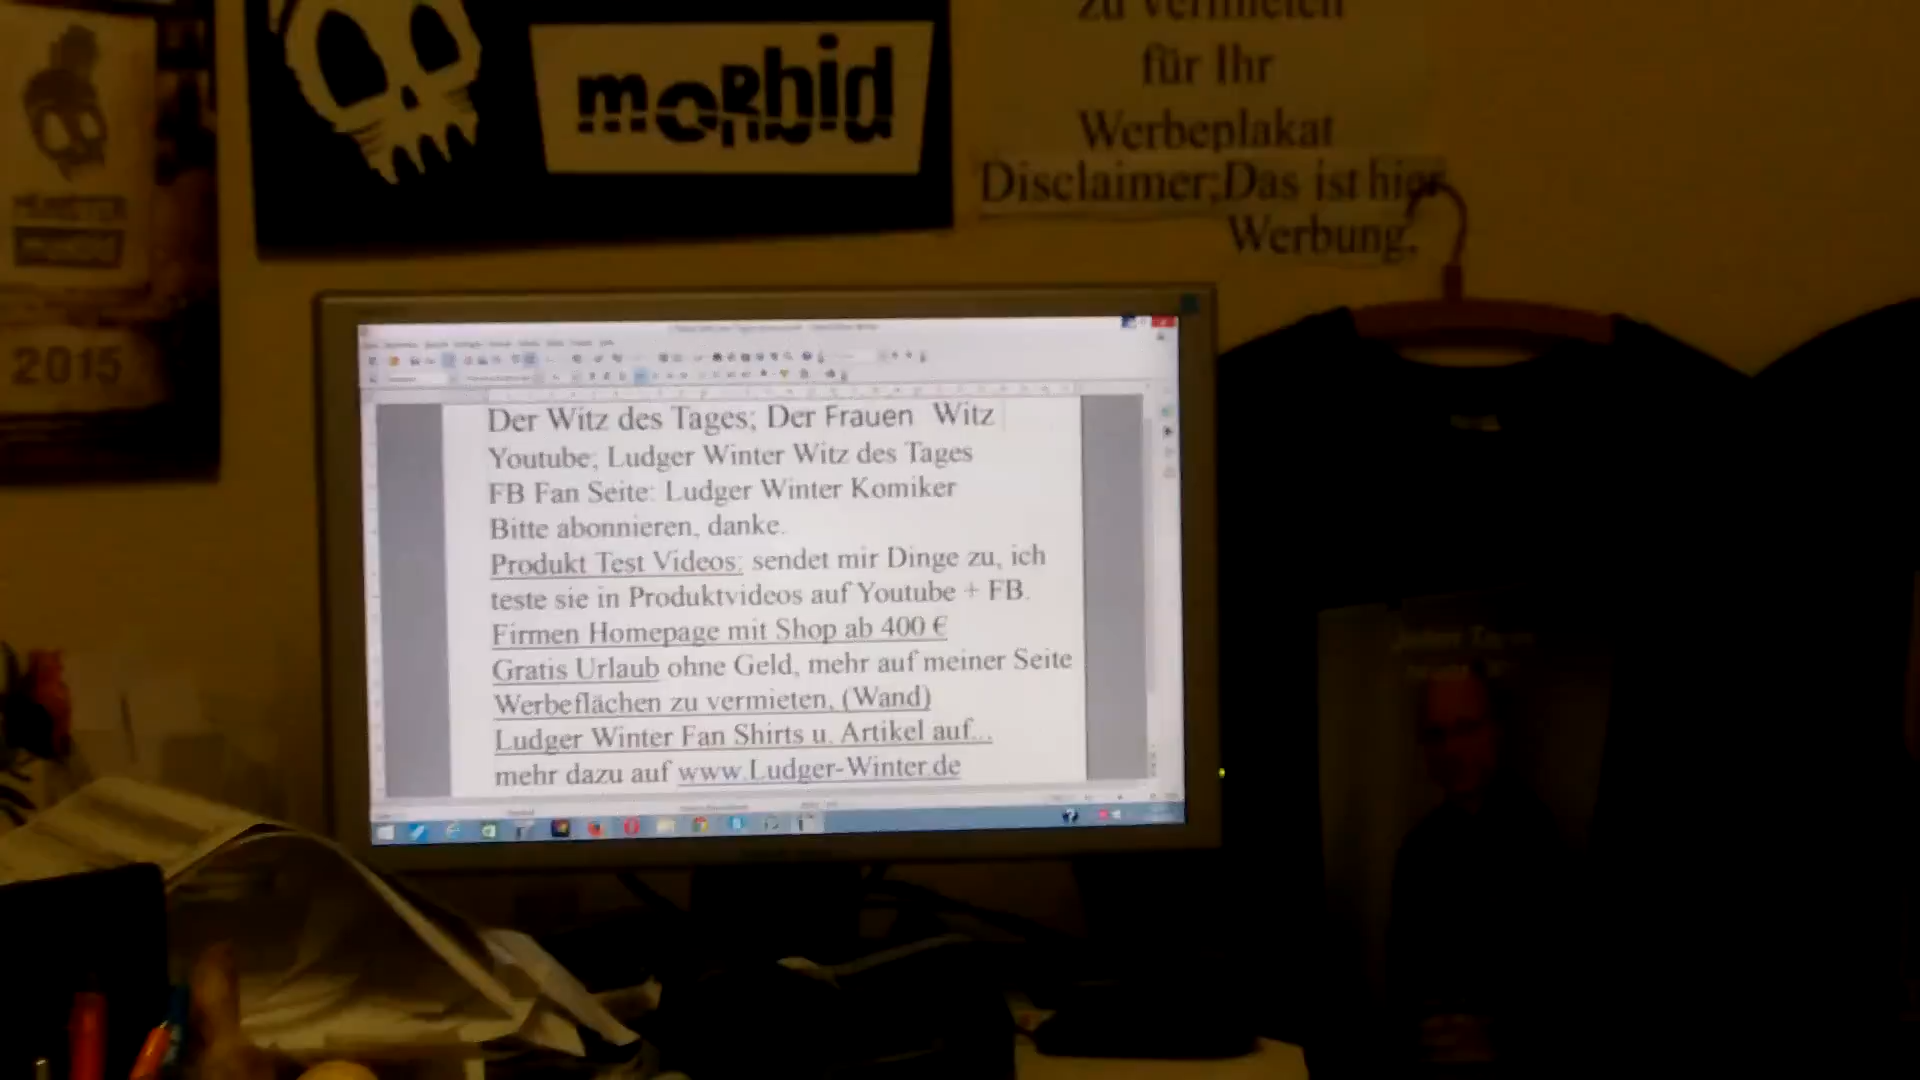 morbid
zu vermieten
für Ihr
Werbeplakat
Disclaimer;Das ist hier
Werbung.
2015
Der Witz des Tages; Der Frauen Witz
Youtube; Ludger Winter Witz des Tages
FB Fan Seite: Ludger Winter Komiker
Bitte abonnieren, danke.
Produkt Test Videos: sendet mir Dinge zu, ich
teste sie in Produktvideos auf Youtube + FB.
Firmen Homepage mit Shop ab 400 €
Gratis Urlaub ohne Geld, mehr auf meiner Seite
Werbeflächen zu vermieten, (Wand)
Ludger Winter Fan Shirts u. Artikel auf...
mehr dazu auf www.Ludger-Winter.de